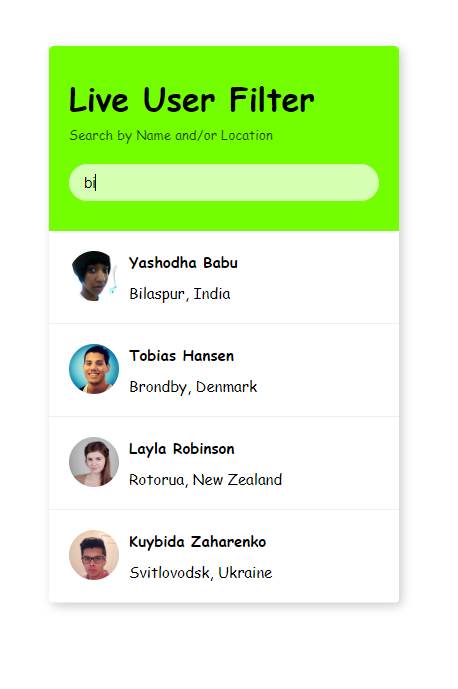 Live User Filter
Search by Name and/or Location
bi
Yashodha Babu
Bilaspur, India
Tobias Hansen
Brondby, Denmark
Layla Robinson
Rotorua, New Zealand
Kuybida Zaharenko
Svitlovodsk, Ukraine